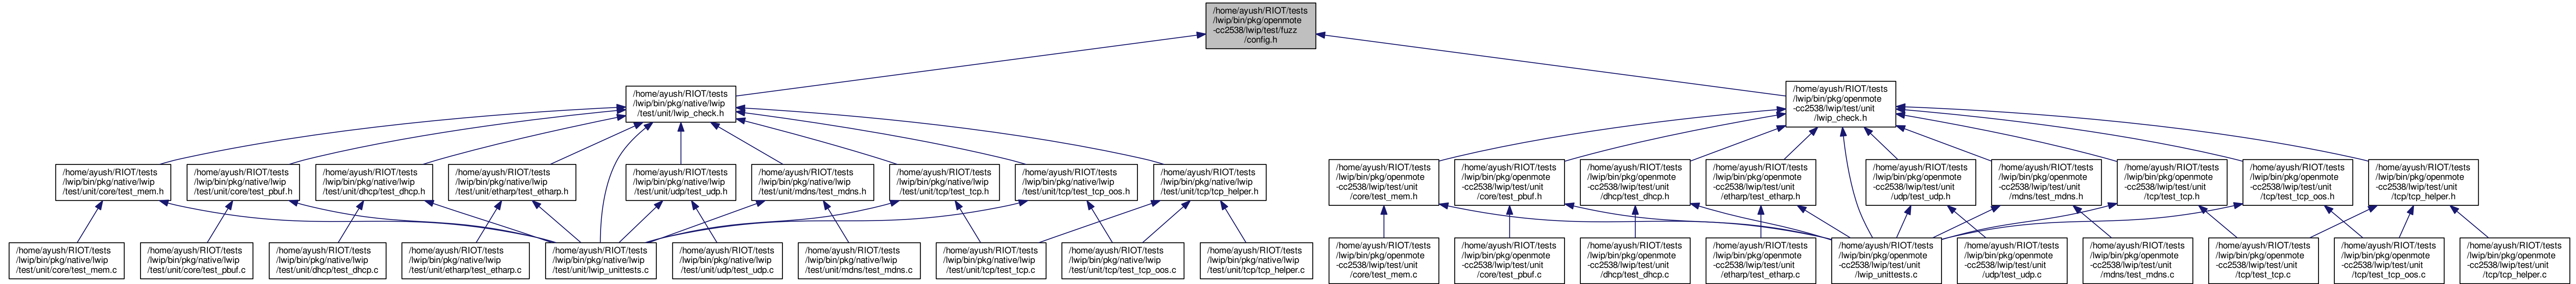 /home/ayush/RIOT/tests
/lwip/bin/pkg/openmote
-cc2538/lwip/test/fuzz
/config.h
/home/ayush/RIOT/tests
/lwip/bin/pkg/native/lwip
/test/unit/lwip_check.h
/home/ayush/RIOT/tests
/lwip/bin/pkg/openmote
-cc2538/lwip/test/unit
/lwip_check.h
/home/ayush/RIOT/tests
/lwip/bin/pkg/native/lwip
/test/unit/core/test_mem.h
/home/ayush/RIOT/tests
/lwip/bin/pkg/native/lwip
/test/unit/core/test_pbuf.h
/home/ayush/RIOT/tests
/lwip/bin/pkg/native/lwip
/test/unit/dhcp/test_dhcp.h
/home/ayush/RIOT/tests
/lwip/bin/pkg/native/lwip
/test/unit/etharp/test_etharp.h
/home/ayush/RIOT/tests
/lwip/bin/pkg/native/lwip
/test/unit/udp/test_udp.h
/home/ayush/RIOT/tests
/lwip/bin/pkg/native/lwip
/test/unit/mdns/test_mdns.h
/home/ayush/RIOT/tests
/lwip/bin/pkg/native/lwip
/test/unit/tcp/test_tcp.h
/home/ayush/RIOT/tests
/lwip/bin/pkg/native/lwip
/test/unit/tcp/test_tcp_oos.h
/home/ayush/RIOT/tests
/lwip/bin/pkg/native/lwip
/test/unit/tcp/tcp_helper.h
/home/ayush/RIOT/tests
/lwip/bin/pkg/openmote
-cc2538/lwip/test/unit
/core/test_mem.h
/home/ayush/RIOT/tests
/lwip/bin/pkg/openmote
-cc2538/lwip/test/unit
/core/test_pbuf.h
/home/ayush/RIOT/tests
/lwip/bin/pkg/openmote
-cc2538/lwip/test/unit
/dhcp/test_dhcp.h
/home/ayush/RIOT/tests
/lwip/bin/pkg/openmote
-cc2538/lwip/test/unit
/etharp/test_etharp.h
/home/ayush/RIOT/tests
/lwip/bin/pkg/openmote
-cc2538/lwip/test/unit
/udp/test_udp.h
/home/ayush/RIOT/tests
/lwip/bin/pkg/openmote
-cc2538/lwip/test/unit
/mdns/test_mdns.h
/home/ayush/RIOT/tests
/lwip/bin/pkg/openmote
-cc2538/lwip/test/unit
/tcp/test_tcp.h
/home/ayush/RIOT/tests
/lwip/bin/pkg/openmote
-cc2538/lwip/test/unit
/tcp/test_tcp_oos.h
/home/ayush/RIOT/tests
/lwip/bin/pkg/openmote
-cc2538/lwip/test/unit
/tcp/tcp_helper.h
/home/ayush/RIOT/tests
/lwip/bin/pkg/native/lwip
/test/unit/core/test_mem.c
/home/ayush/RIOT/tests
/lwip/bin/pkg/native/lwip
/test/unit/core/test_pbuf.c
/home/ayush/RIOT/tests
/lwip/bin/pkg/native/lwip
/test/unit/dhcp/test_dhcp.c
/home/ayush/RIOT/tests
/lwip/bin/pkg/native/lwip
/test/unit/etharp/test_etharp.c
/home/ayush/RIOT/tests
/lwip/bin/pkg/native/lwip
/test/unit/lwip_unittests.c
/home/ayush/RIOT/tests
/lwip/bin/pkg/native/lwip
/test/unit/udp/test_udp.c
/home/ayush/RIOT/tests
/lwip/bin/pkg/native/lwip
/test/unit/mdns/test_mdns.c
/home/ayush/RIOT/tests
/lwip/bin/pkg/native/lwip
/test/unit/tcp/test_tcp.c
/home/ayush/RIOT/tests
/lwip/bin/pkg/native/lwip
/test/unit/tcp/test_tcp_oos.c
/home/ayush/RIOT/tests
/lwip/bin/pkg/native/lwip
/test/unit/tcp/tcp_helper.c
/home/ayush/RIOT/tests
/lwip/bin/pkg/openmote
-cc2538/lwip/test/unit
/core/test_mem.c
/home/ayush/RIOT/tests
/lwip/bin/pkg/openmote
-cc2538/lwip/test/unit
/core/test_pbuf.c
/home/ayush/RIOT/tests
/lwip/bin/pkg/openmote
-cc2538/lwip/test/unit
/dhcp/test_dhcp.c
/home/ayush/RIOT/tests
/lwip/bin/pkg/openmote
-cc2538/lwip/test/unit
/etharp/test_etharp.c
/home/ayush/RIOT/tests
/lwip/bin/pkg/openmote
-cc2538/lwip/test/unit
/lwip_unittests.c
/home/ayush/RIOT/tests
/lwip/bin/pkg/openmote
-cc2538/lwip/test/unit
/udp/test_udp.c
/home/ayush/RIOT/tests
/lwip/bin/pkg/openmote
-cc2538/lwip/test/unit
/mdns/test_mdns.c
/home/ayush/RIOT/tests
/lwip/bin/pkg/openmote
-cc2538/lwip/test/unit
/tcp/test_tcp.c
/home/ayush/RIOT/tests
/lwip/bin/pkg/openmote
-cc2538/lwip/test/unit
/tcp/test_tcp_oos.c
/home/ayush/RIOT/tests
/lwip/bin/pkg/openmote
-cc2538/lwip/test/unit
/tcp/tcp_helper.c